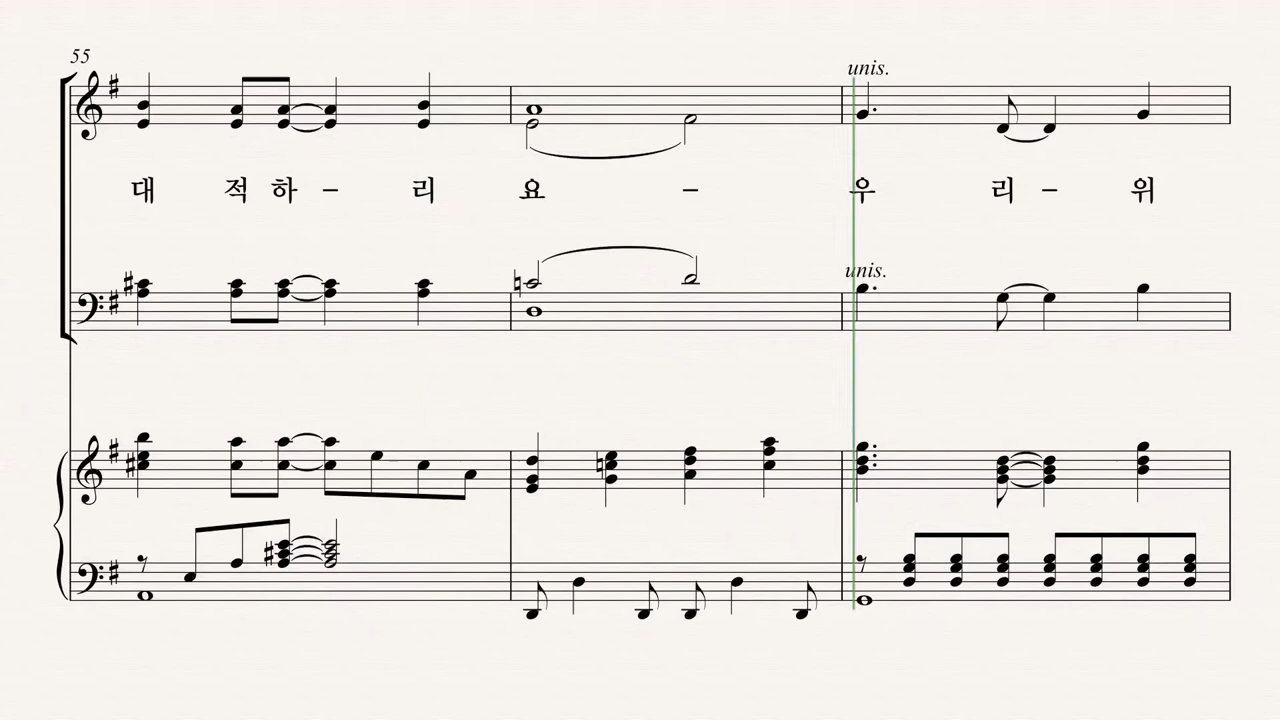 55
unis.
대 적 하 – 리 요 – 우 리 – 위
unis.